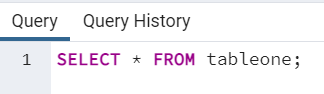 Query Query History
1 SELECT * FROM tableone;